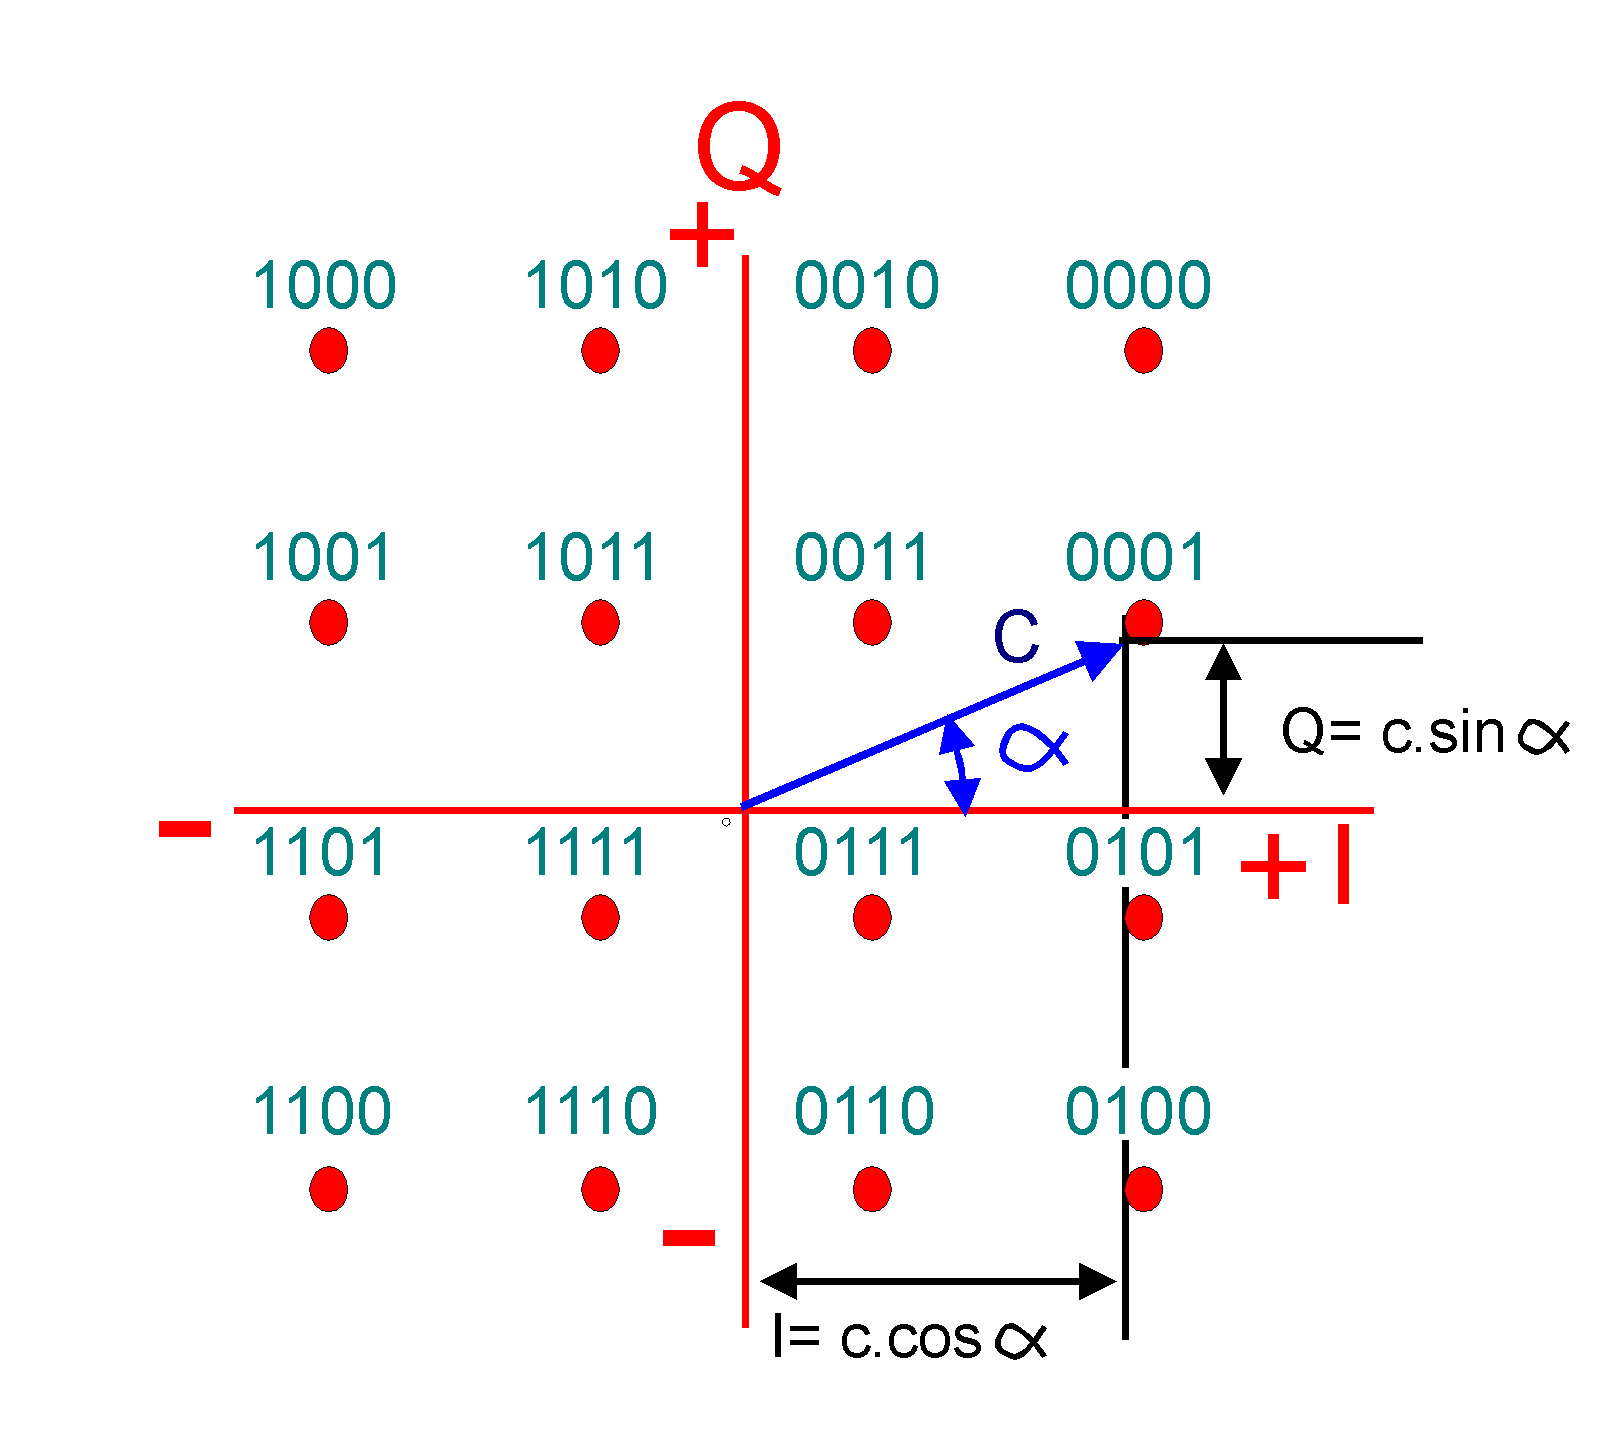 Q
+
1000 1010 0010 0000
1001 1011 0011 0001
C
α
Q= c.sin α
−
1101 1111 0111 0101
+ I
1100 1110 0110 0100
−
I= c.cos α